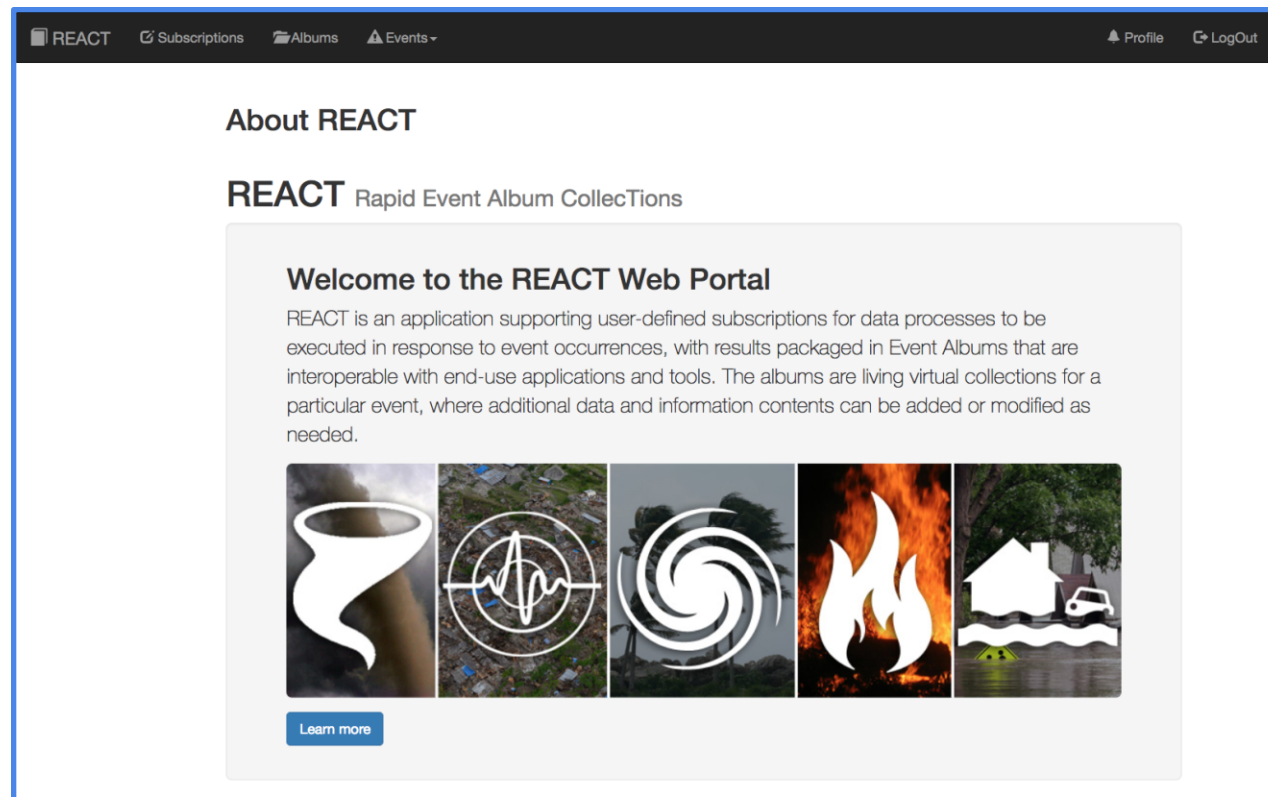 REACT Subscriptions Albums Events Profile LogOut
About REACT
REACT Rapid Event Album CollecTions
Welcome to the REACT Web Portal
REACT is an application supporting user-defined subscriptions for data processes to be
executed in response to event occurrences, with results packaged in Event Albums that are
interoperable with end-use applications and tools. The albums are living virtual collections for a
particular event, where additional data and information contents can be added or modified as
needed.
Learn more